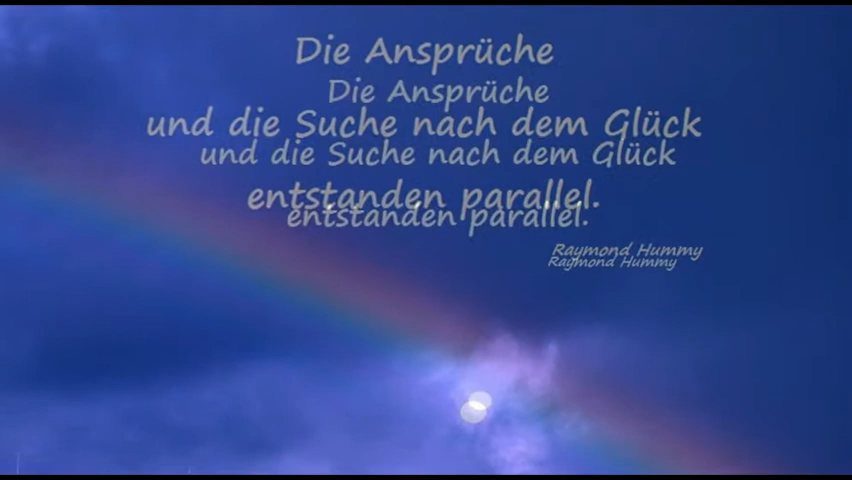 Die Ansprüche
Die Ansprüche
und die Suche nach dem Glück
und die Suche nach dem Glück
entstanden parallel.
entstanden parallel.
Raymond Hummy
Raymond Hummy